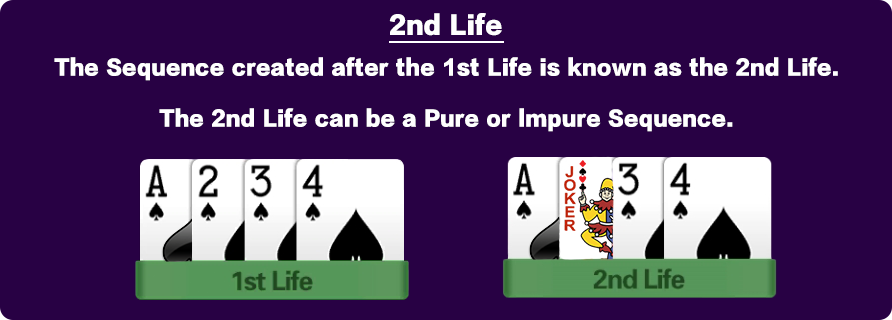 2nd Life
The Sequence created after the 1st Life is known as the 2nd Life.
The 2nd Life can be a Pure or Impure Sequence.
A 2 3 4
A JOKER 3 4
1st Life
2nd Life